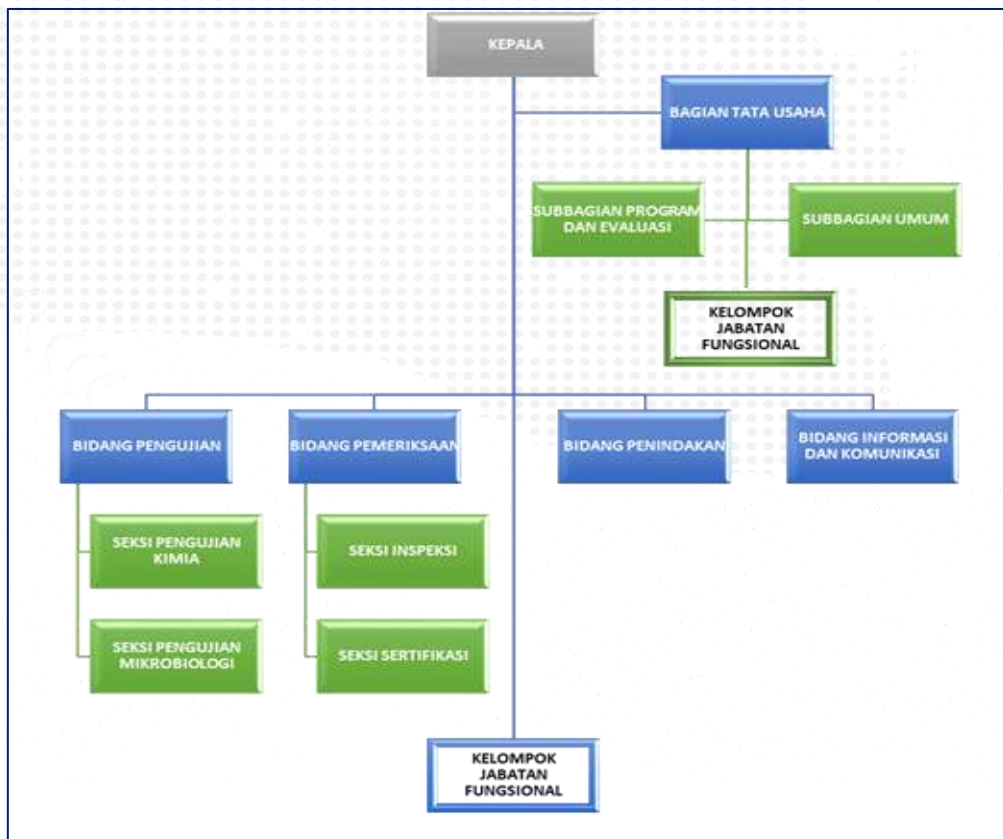 KEPALA
BAGIAN TATA USAHA
SUBBAGIAN PROGRAM
DAN EVALUASI
SUBBAGIAN UMUM
KELOMPOK
JABATAN
FUNGSIONAL
BIDANG PENGUJIAN
BIDANG PEMERIKSAAN
BIDANG PENINDAKAN
BIDANG INFORMASI
DAN KOMUNIKASI
SEKSI PENGUJIAN
KIMIA
SEKSI INSPEKSI
SEKSI PENGUJIAN
MIKROBIOLOGI
SEKSI SERTIFIKASI
KELOMPOK
JABATAN
FUNGSIONAL